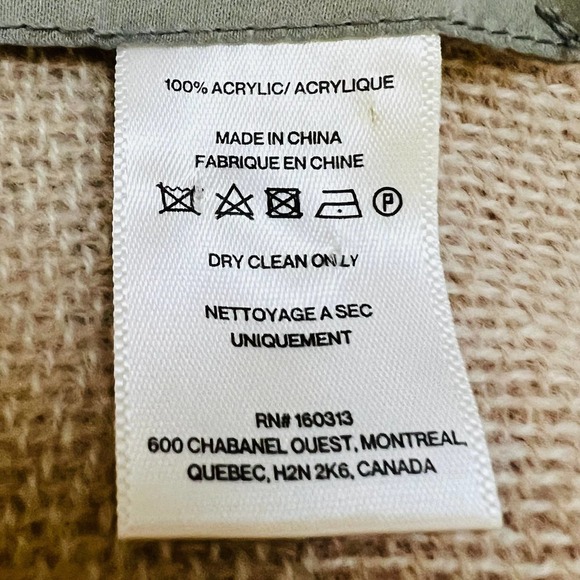 100% ACRYLIC/ ACRYLIQUE
MADE IN CHINA
FABRIQUE EN CHINE
P
DRY CLEAN ONLY
NETTOYAGE A SEC
UNIQUEMENT
RN# 160313
600 CHABANEL OUEST, MONTREAL,
QUEBEC, H2N 2K6, CANADA